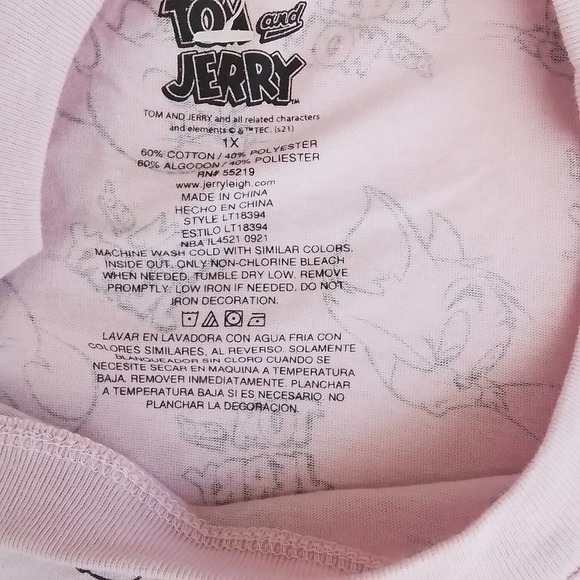 TOM and
JERRY™
TOM AND JERRY and all related characters
and elements © & ™ TEC. (s21)
1X
60% COTTON / 40% POLYESTER
60% ALGODON / 40% POLIESTER
RN# 55219
www.jerryleigh.com
MADE IN CHINA
HECHO EN CHINA
STYLE LT18394
ESTILO LT18394
NBA IL4521 0921
MACHINE WASH COLD WITH SIMILAR COLORS.
INSIDE OUT. ONLY NON-CHLORINE BLEACH
WHEN NEEDED. TUMBLE DRY LOW. REMOVE
PROMPTLY. LOW IRON IF NEEDED. DO NOT
IRON DECORATION.
LAVAR EN LAVADORA CON AGUA FRIA CON
COLORES SIMILARES, AL REVERSO. SOLAMENTE
BLANQUEADOR SIN CLORO CUANDO SE
NECESITE SECAR EN MAQUINA A TEMPERATURA
BAJA. REMOVER INMEDIATAMENTE. PLANCHAR
A TEMPERATURA BAJA SI ES NECESARIO. NO
PLANCHAR LA DECORACION.
TOM and
JERRY